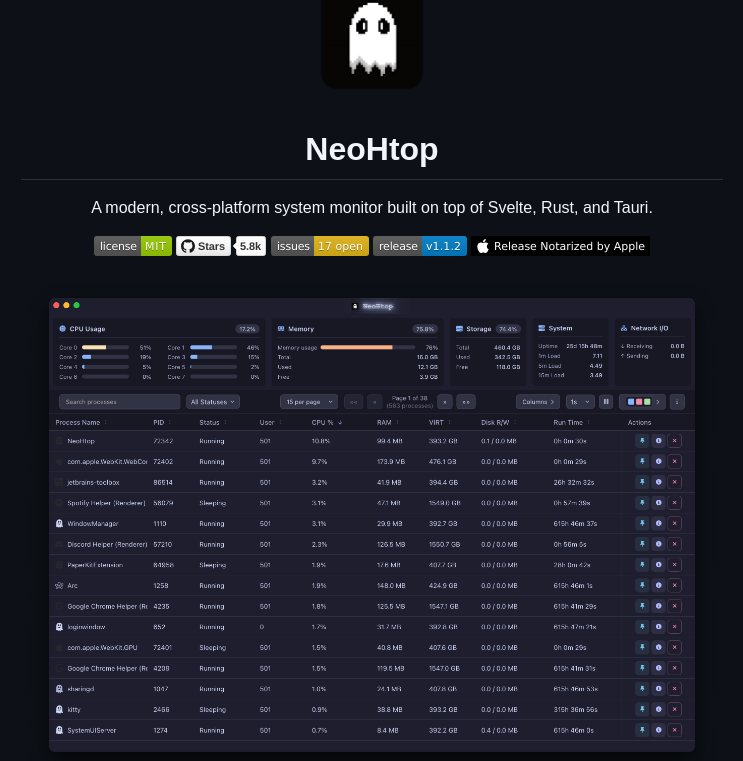 NeoHtop
A modern, cross-platform system monitor built on top of Svelte, Rust, and Tauri.
license MIT Stars 5.8k issues 17 open release v1.1.2 Release Notarized by Apple
NeoHtop
CPU Usage 17.2% Memory 75.8% Storage 74.4% System Network I/O
Core 0 51% Core 1 46% Memory usage 76% Total 460.4 GB Uptime 25d 15h 48m Receiving 0.0 B
Core 2 19% Core 3 15% Total 16.0 GB Used 342.5 GB 1m Load 7.11 Sending 0.0 B
Core 4 5% Core 5 2% Used 12.1 GB Free 118.0 GB 5m Load 4.49
Core 6 0% Core 7 0% Free 3.9 GB 15m Load 3.49
Search processes All Statuses 15 per page «« « Page 1 of 38 » »» Columns 1s
(563 processes)
Process Name PID Status User CPU % ↓ RAM VIRT Disk R/W Run Time Actions
NeoHtop 72342 Running 501 10.8% 99.4 MB 393.2 GB 0.1 / 0.0 MB 0h 0m 30s
com.apple.WebKit.WebCo 72402 Running 501 9.7% 173.9 MB 476.1 GB 0.0 / 0.0 MB 0h 0m 29s
jetbrains-toolbox 86514 Running 501 3.2% 41.9 MB 394.4 GB 0.0 / 0.0 MB 26h 32m 32s
Spotify Helper (Renderer) 56079 Sleeping 501 3.1% 47.1 MB 1549.0 GB 0.0 / 0.0 MB 0h 57m 39s
WindowManager 1110 Running 501 3.1% 29.9 MB 392.7 GB 0.0 / 0.0 MB 615h 46m 37s
Discord Helper (Renderer) 57210 Running 501 2.3% 126.5 MB 1550.7 GB 0.0 / 0.0 MB 0h 56m 5s
PaperKitExtension 64958 Sleeping 501 1.9% 17.6 MB 407.7 GB 0.0 / 0.0 MB 28h 0m 42s
Arc 1258 Running 501 1.9% 148.0 MB 424.9 GB 0.0 / 0.0 MB 615h 46m 1s
Google Chrome Helper (Re 4235 Running 501 1.8% 125.5 MB 1547.1 GB 0.0 / 0.0 MB 615h 41m 29s
loginwindow 652 Running 0 1.7% 31.7 MB 392.8 GB 0.0 / 0.0 MB 615h 47m 21s
com.apple.WebKit.GPU 72401 Sleeping 501 1.5% 40.8 MB 407.6 GB 0.0 / 0.0 MB 0h 0m 29s
Google Chrome Helper (Re 4208 Running 501 1.5% 119.5 MB 1547.0 GB 0.0 / 0.0 MB 615h 41m 31s
sharingd 1047 Running 501 1.0% 24.1 MB 407.8 GB 0.0 / 0.0 MB 615h 46m 53s
kitty 2466 Sleeping 501 0.9% 38.8 MB 393.2 GB 0.0 / 0.0 MB 315h 36m 56s
SystemUIServer 1274 Running 501 0.7% 8.4 MB 392.2 GB 0.4 / 0.0 MB 615h 46m 0s